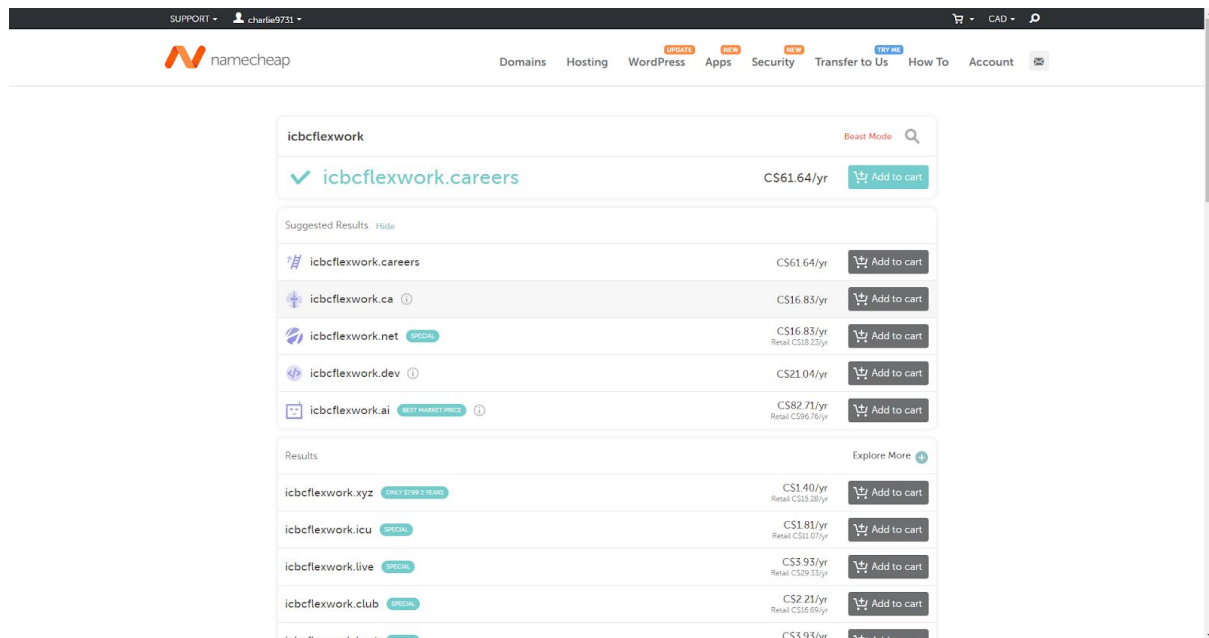 SUPPORT charlie9731 CAD
namecheap
UPDATE NEW NEW TRY ME
Domains Hosting WordPress Apps Security Transfer to Us How To Account
icbcflexwork Beast Mode
icbcflexwork.careers C$61.64/yr Add to cart
Suggested Results Hide
icbcflexwork.careers C$61.64/yr Add to cart
icbcflexwork.ca C$16.83/yr Add to cart
icbcflexwork.net SPECIAL C$16.83/yr Add to cart
Retail C$18.23/yr
icbcflexwork.dev C$21.04/yr Add to cart
icbcflexwork.ai BEST MARKET PRICE C$82.71/yr Add to cart
Retail C$96.76/yr
Results Explore More
icbcflexwork.xyz ONLY $7.99-2 YEARS C$1.40/yr Add to cart
Retail C$15.28/yr
icbcflexwork.icu SPECIAL C$1.81/yr Add to cart
Retail C$11.07/yr
icbcflexwork.live SPECIAL C$3.93/yr Add to cart
Retail C$29.33/yr
icbcflexwork.club SPECIAL C$2.21/yr Add to cart
Retail C$16.69/yr
C$3.93/yr